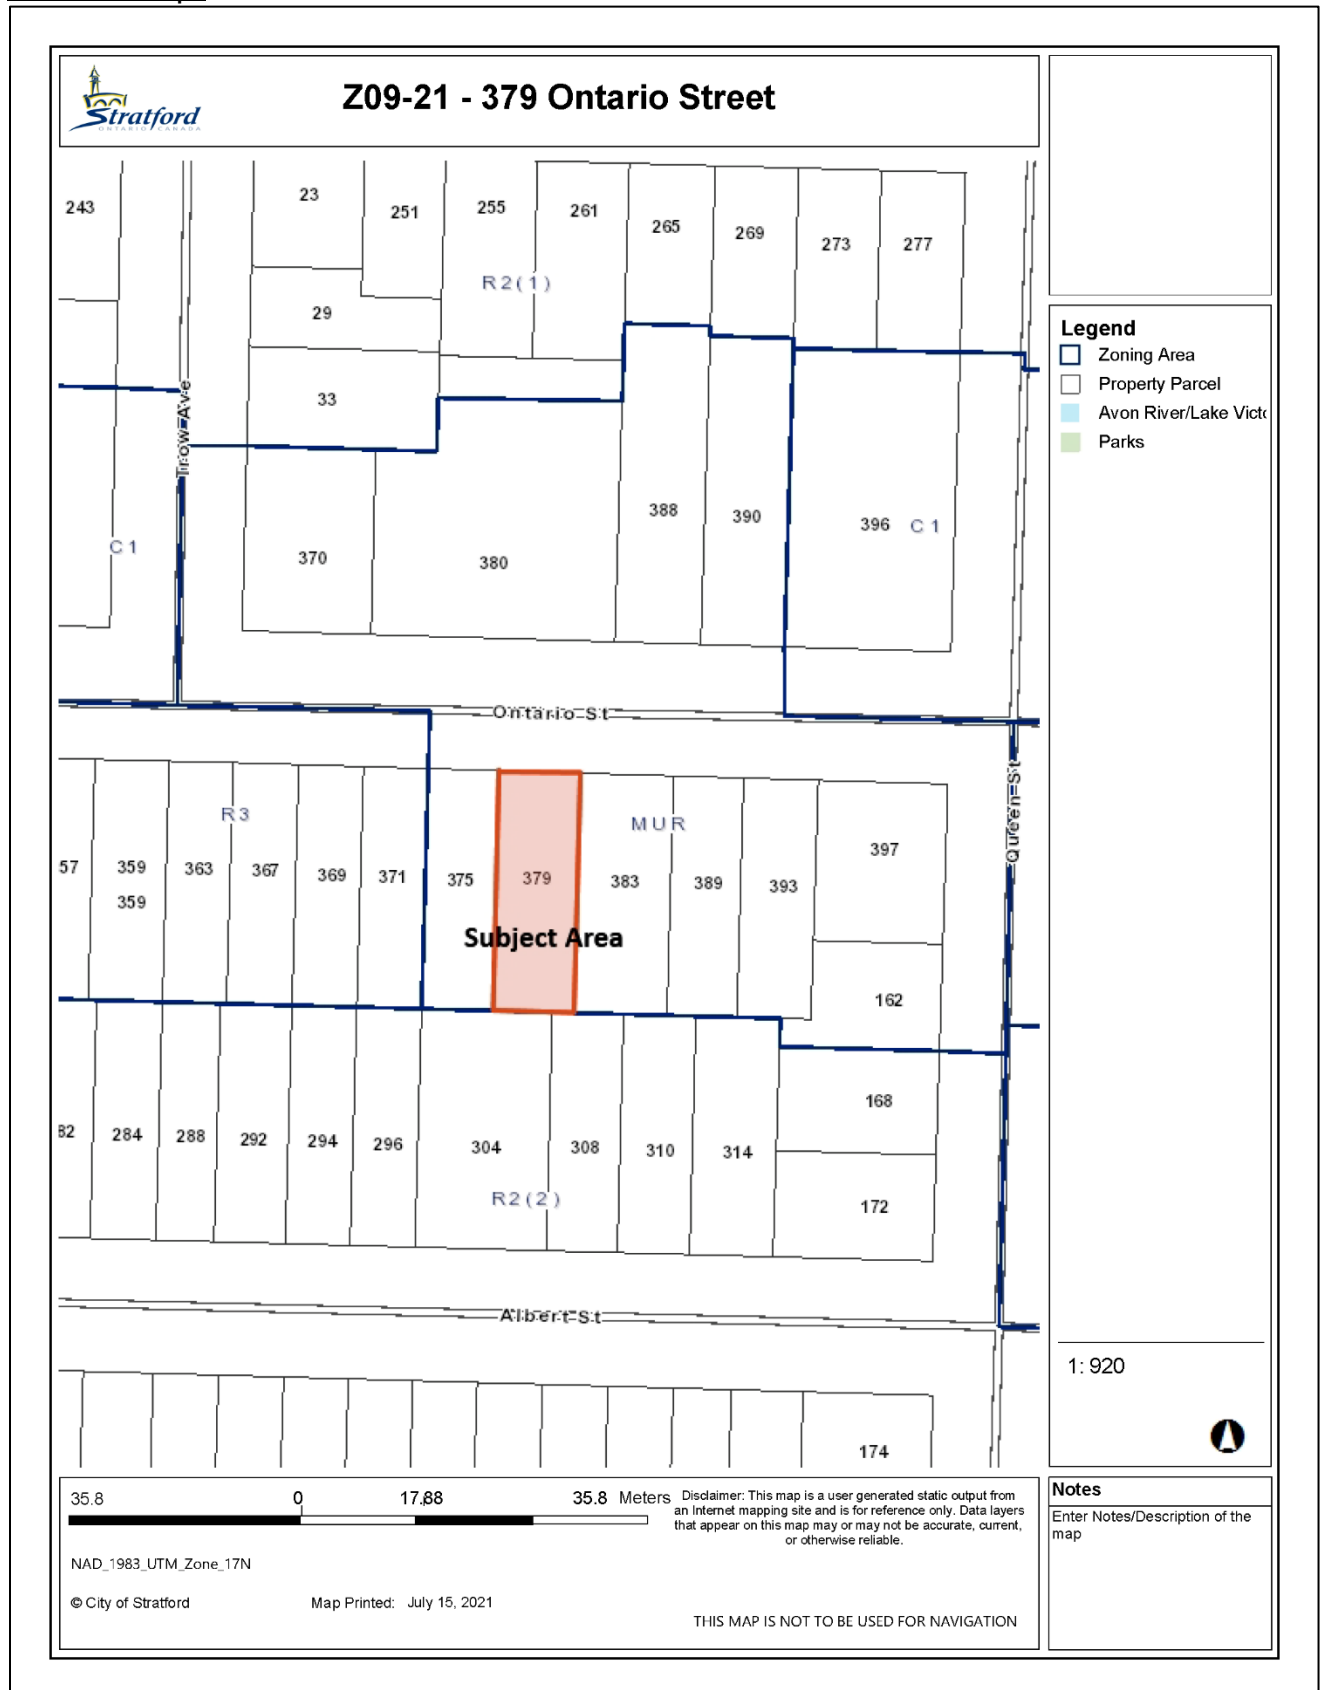 Stratford
ONTARIO CANADA
Z09-21 - 379 Ontario Street
243
23
251
255
261
265
269
273
277
R2(1)
29
33
Trow Ave
C1
370
380
388
390
396
C1
Ontario St
Queen St
R3
MUR
57
359
359
363
367
369
371
375
379
383
389
393
397
Subject Area
162
82
284
288
292
294
296
304
308
310
314
168
172
R2(2)
Albert St
174
Legend
Zoning Area
Property Parcel
Avon River/Lake Victo
Parks
1: 920
35.8
0
17.88
35.8 Meters
Disclaimer: This map is a user generated static output from
an Internet mapping site and is for reference only. Data layers
that appear on this map may or may not be accurate, current,
or otherwise reliable.
NAD_1983_UTM_Zone_17N
© City of Stratford
Map Printed: July 15, 2021
THIS MAP IS NOT TO BE USED FOR NAVIGATION
Notes
Enter Notes/Description of the
map